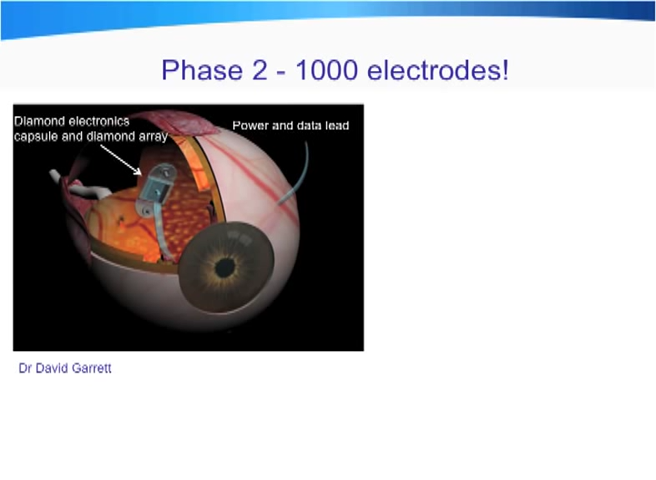 Phase 2 - 1000 electrodes!
Diamond electronics
capsule and diamond array
Power and data lead
Dr David Garrett